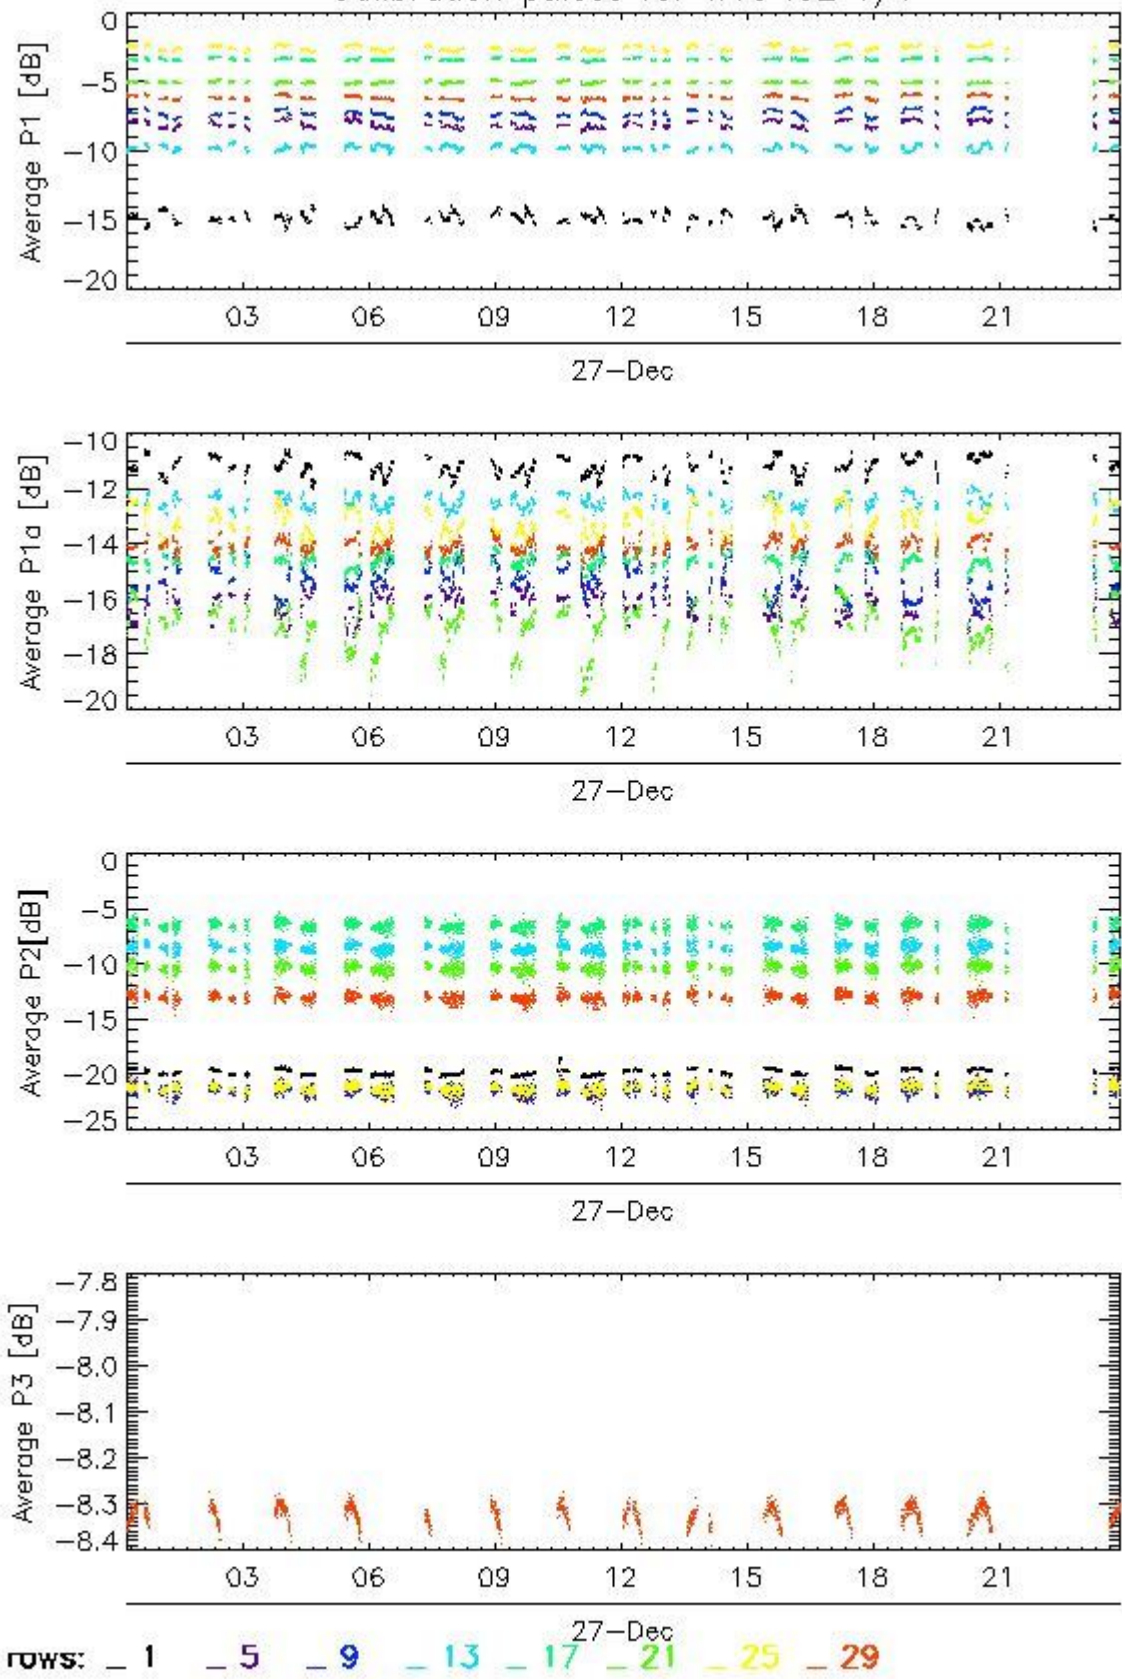 Average P1 [dB]
0
−5
−10
−15
−20
03 06 09 12 15 18 21
27−Dec
Average P1a [dB]
−10
−12
−14
−16
−18
−20
03 06 09 12 15 18 21
27−Dec
Average P2[dB]
0
−5
−10
−15
−20
−25
03 06 09 12 15 18 21
27−Dec
Average P3 [dB]
−7.8
−7.9
−8.0
−8.1
−8.2
−8.3
−8.4
03 06 09 12 15 18 21
27−Dec
rows: _ 1 _ 5 _ 9 _ 13 _ 17 _ 21 _ 25 _ 29